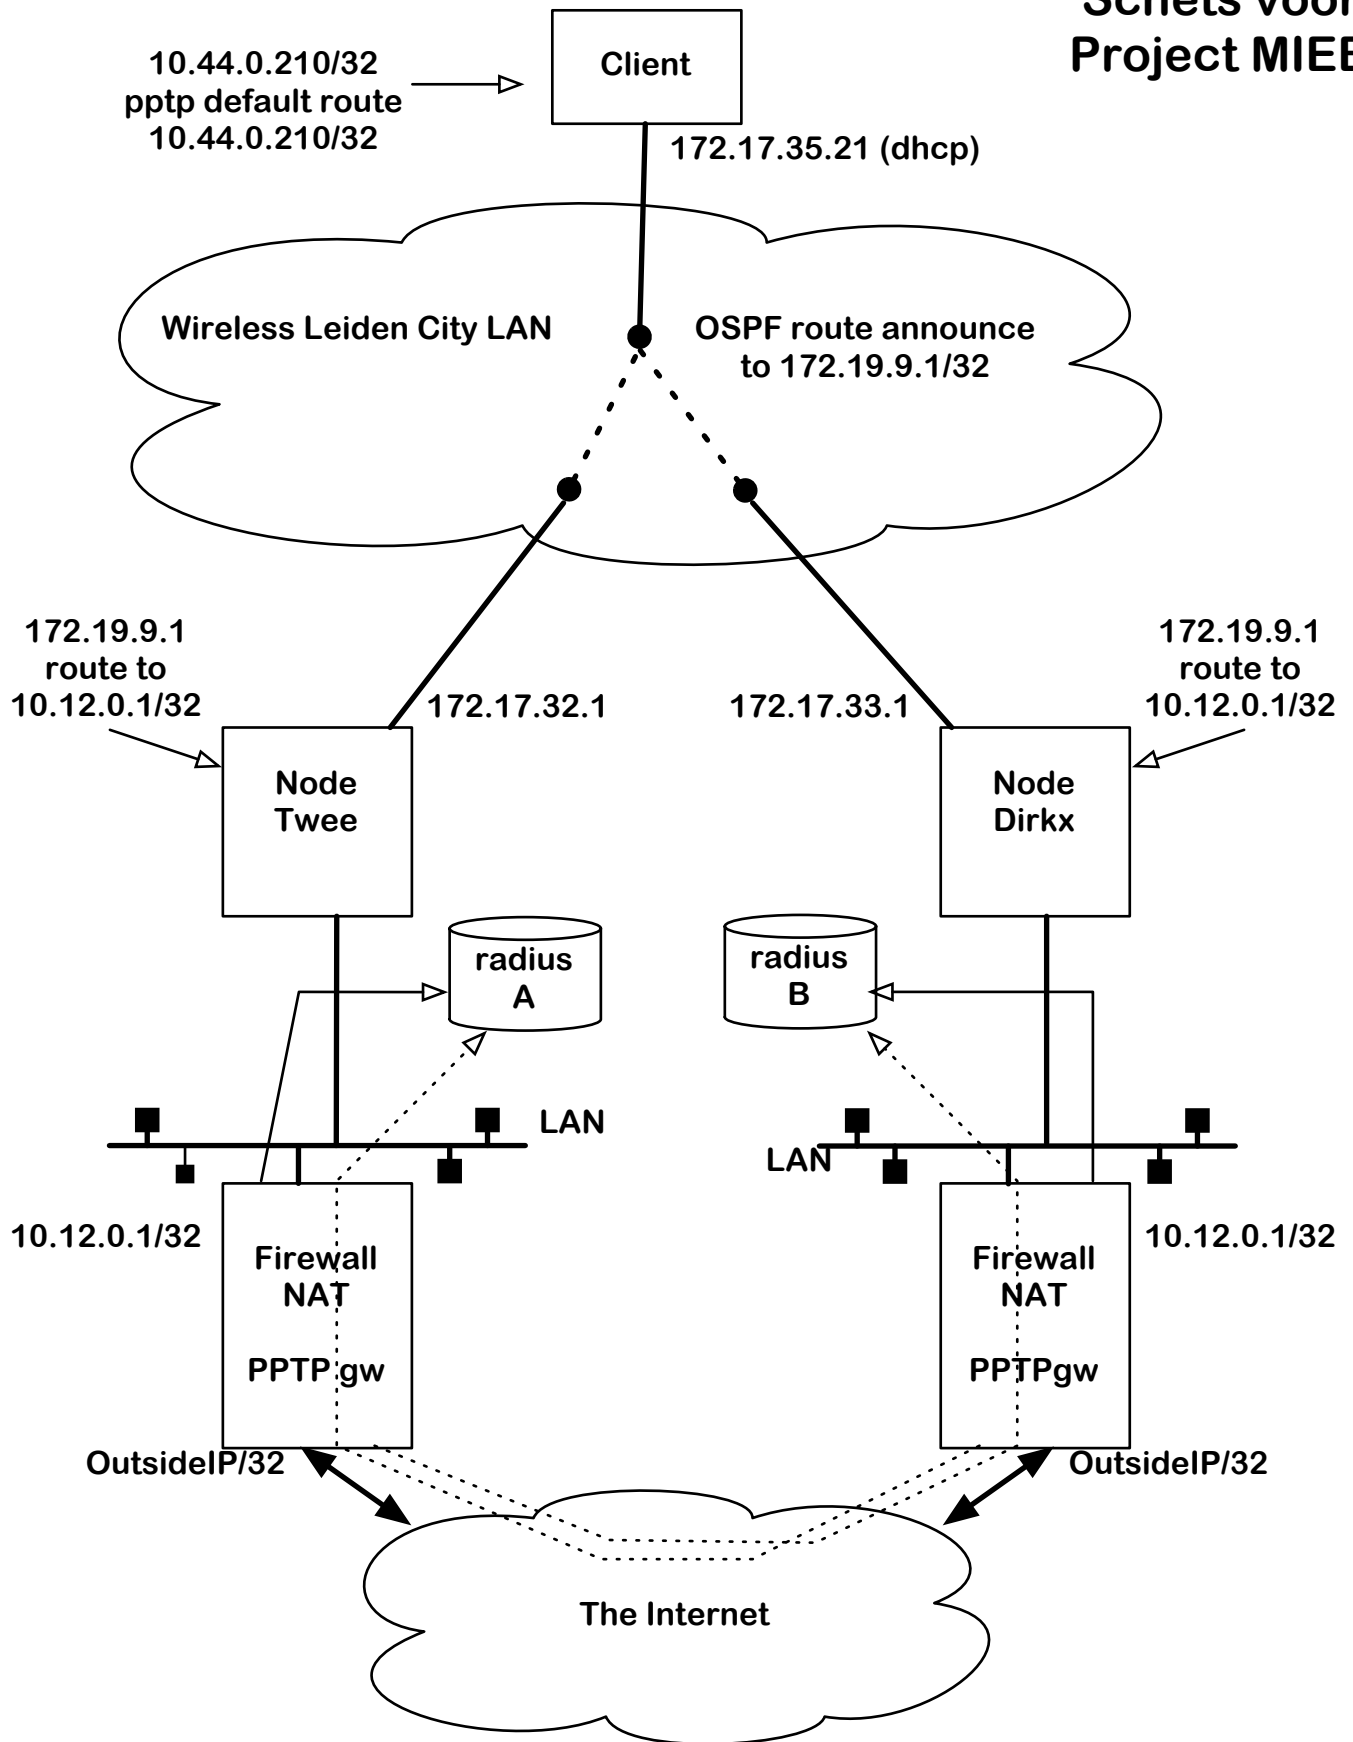 Schets voor
Project
10.44.0.210/32
pptp default route
10.44.0.210/32
Client
172.17.35.21 (dhcp)
Wireless Leiden City LAN
OSPF route announce
to 172.19.9.1/32
172.19.9.1
route to
10.12.0.1/32
172.17.32.1
172.17.33.1
172.19.9.1
route to
10.12.0.1/32
Node
Twee
Node
Dirkx
radius
A
radius
B
LAN
LAN
10.12.0.1/32
Firewall
NAT
PPTP gw
Firewall
NAT
PPTPgw
10.12.0.1/32
OutsideIP/32
OutsideIP/32
The Internet